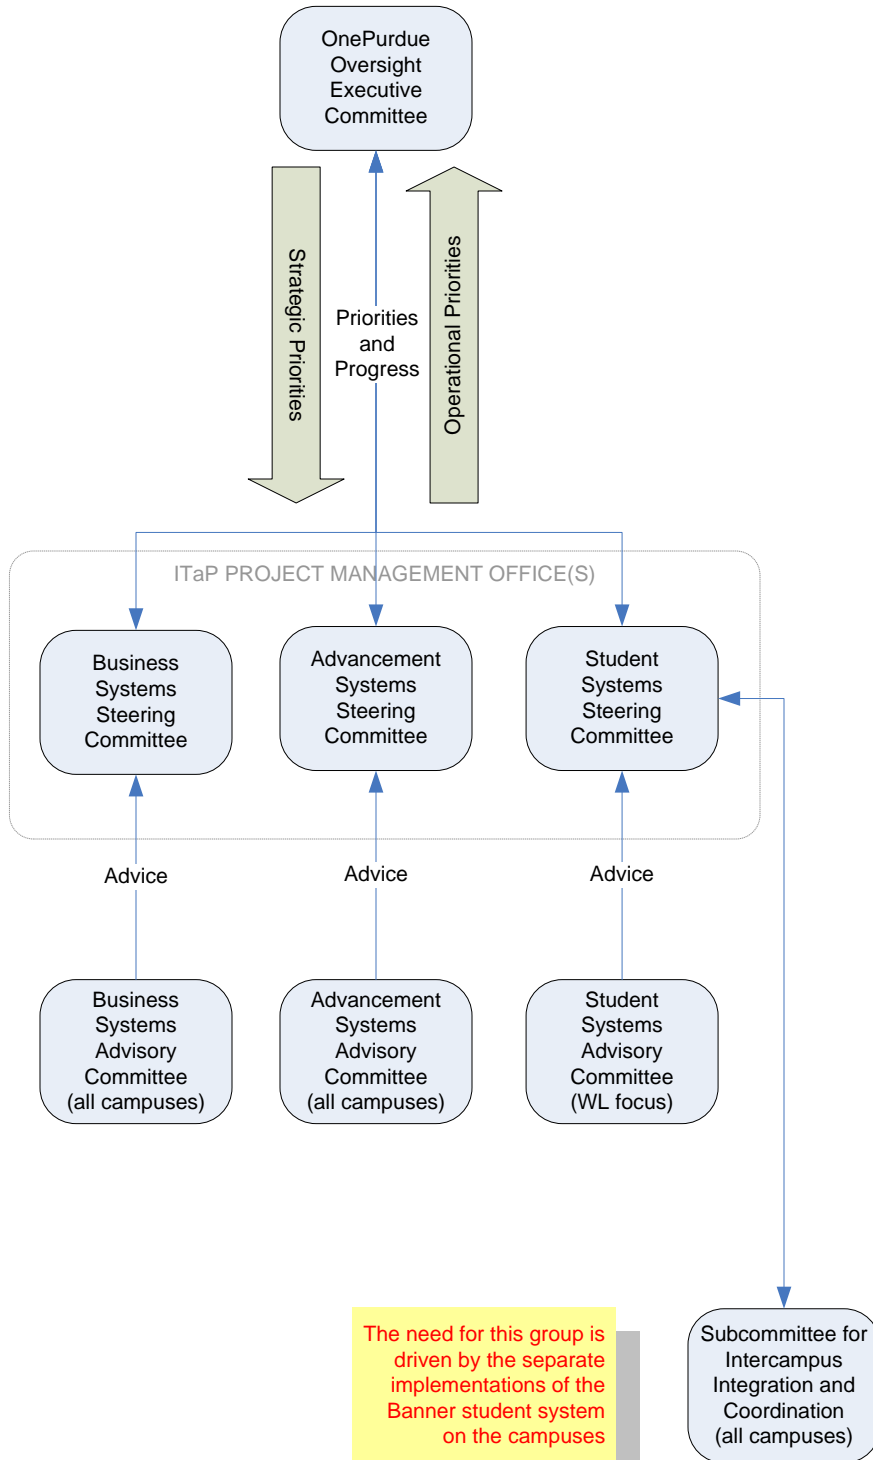 OnePurdue
Oversight
Executive
Committee
Strategic Priorities
Priorities
and
Progress
Operational Priorities
ITaP PROJECT MANAGEMENT OFFICE(S)
Business
Systems
Steering
Committee
Advancement
Systems
Steering
Committee
Student
Systems
Steering
Committee
Advice
Advice
Advice
Business
Systems
Advisory
Committee
(all campuses)
Advancement
Systems
Advisory
Committee
(all campuses)
Student
Systems
Advisory
Committee
(WL focus)
The need for this group is
driven by the separate
implementations of the
Banner student system
on the campuses
Subcommittee for
Intercampus
Integration and
Coordination
(all campuses)